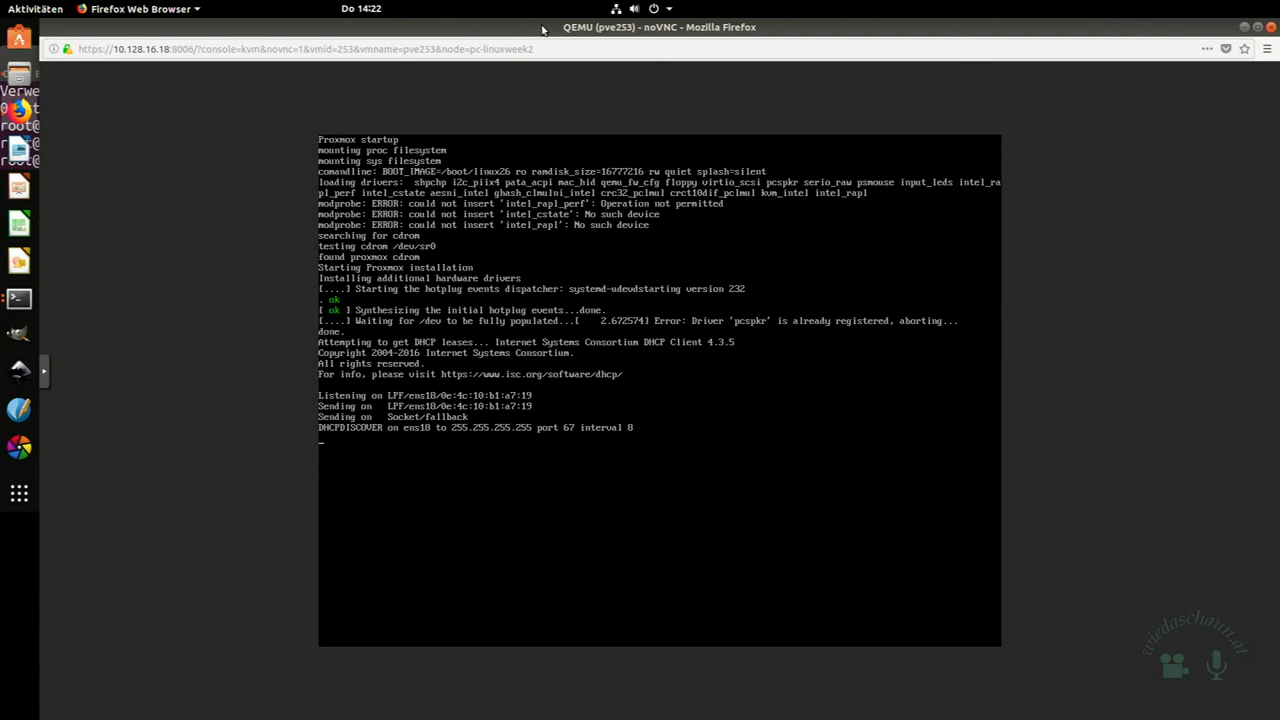 Aktivitäten
Firefox Web Browser
Do 14:22
QEMU (pve253) - noVNC - Mozilla Firefox
https://10.128.16.18:8006/?console=kvm&novnc=1&vmid=253&vmname=pve253&node=pc-linuxweek2
Verwe
root@
root@
root@
Proxmox startup
mounting proc filesystem
mounting sys filesystem
comandline: BOOT_IMAGE=/boot/linux26 ro ramdisk_size=16777216 rw quiet splash=silent
loading drivers:  shpchp i2c_piix4 pata_acpi mac_hid qemu_fw_cfg floppy virtio_scsi pcspkr serio_raw psmouse input_leds intel_ra
pl_perf intel_cstate aesni_intel ghash_clmulni_intel crc32_pclmul crct10dif_pclmul kvm_intel intel_rapl
modprobe: ERROR: could not insert 'intel_rapl_perf': Operation not permitted
modprobe: ERROR: could not insert 'intel_cstate': No such device
modprobe: ERROR: could not insert 'intel_rapl': No such device
searching for cdrom
testing cdrom /dev/sr0
found proxmox cdrom
Starting Proxmox installation
Installing additional hardware drivers
[....] Starting the hotplug events dispatcher: systemd-udevdstarting version 232
. ok
[ ok ] Synthesizing the initial hotplug events...done.
[....] Waiting for /dev to be fully populated...[    2.672574] Error: Driver 'pcspkr' is already registered, aborting...
done.
Attempting to get DHCP leases... Internet Systems Consortium DHCP Client 4.3.5
Copyright 2004-2016 Internet Systems Consortium.
All rights reserved.
For info, please visit https://www.isc.org/software/dhcp/
Listening on LPF/ens18/0e:4c:10:b1:a7:19
Sending on   LPF/ens18/0e:4c:10:b1:a7:19
Sending on   Socket/fallback
DHCPDISCOVER on ens18 to 255.255.255.255 port 67 interval 8
wiedaschaun.at